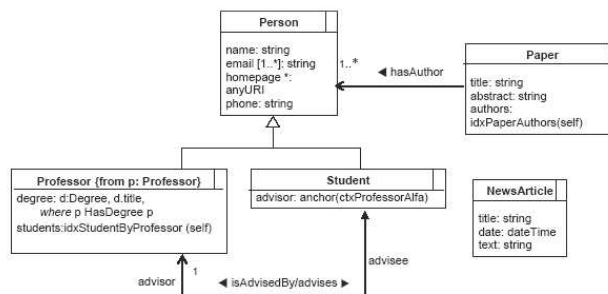 Person
name: string
email [1..*]: string
homepage *:
anyURI
phone: string
1..*
◄ hasAuthor
Paper
title: string
abstract: string
authors:
idxPaperAuthors(self)
Professor {from p: Professor}
degree: d:Degree, d.title,
where p HasDegree p
students:idxStudentByProfessor (self)
Student
advisor: anchor(ctxProfessorAlfa)
NewsArticle
title: string
date: dateTime
text: string
advisor
1
◄ isAdvisedBy/advises ►
advisee